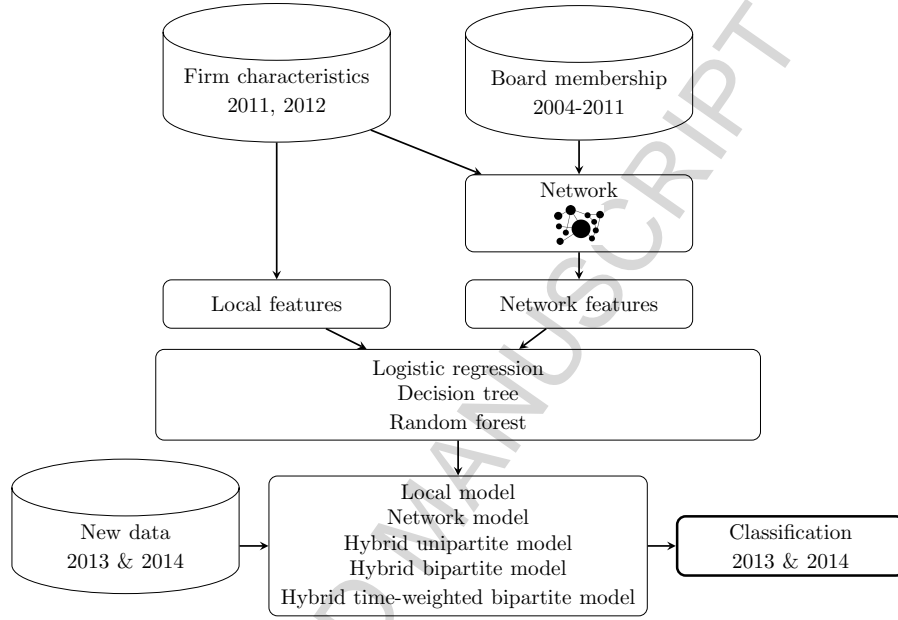 Firm characteristics
2011, 2012
Board membership
2004-2011
Network
Local features
Network features
Logistic regression
Decision tree
Random forest
New data
2013 & 2014
Local model
Network model
Hybrid unipartite model
Hybrid bipartite model
Hybrid time-weighted bipartite model
Classification
2013 & 2014
D MANUSCRIPT